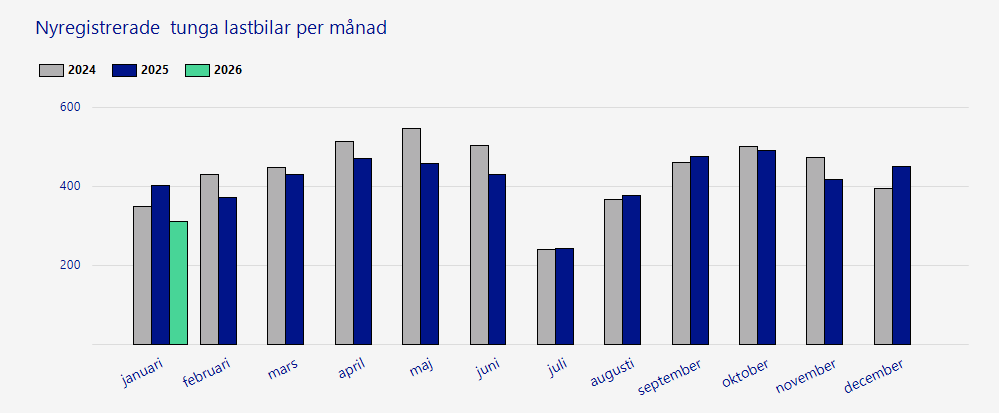 Nyregistrerade  tunga lastbilar per månad
2024 2025 2026
600
400
200
januari februari mars april maj juni juli augusti september oktober november december